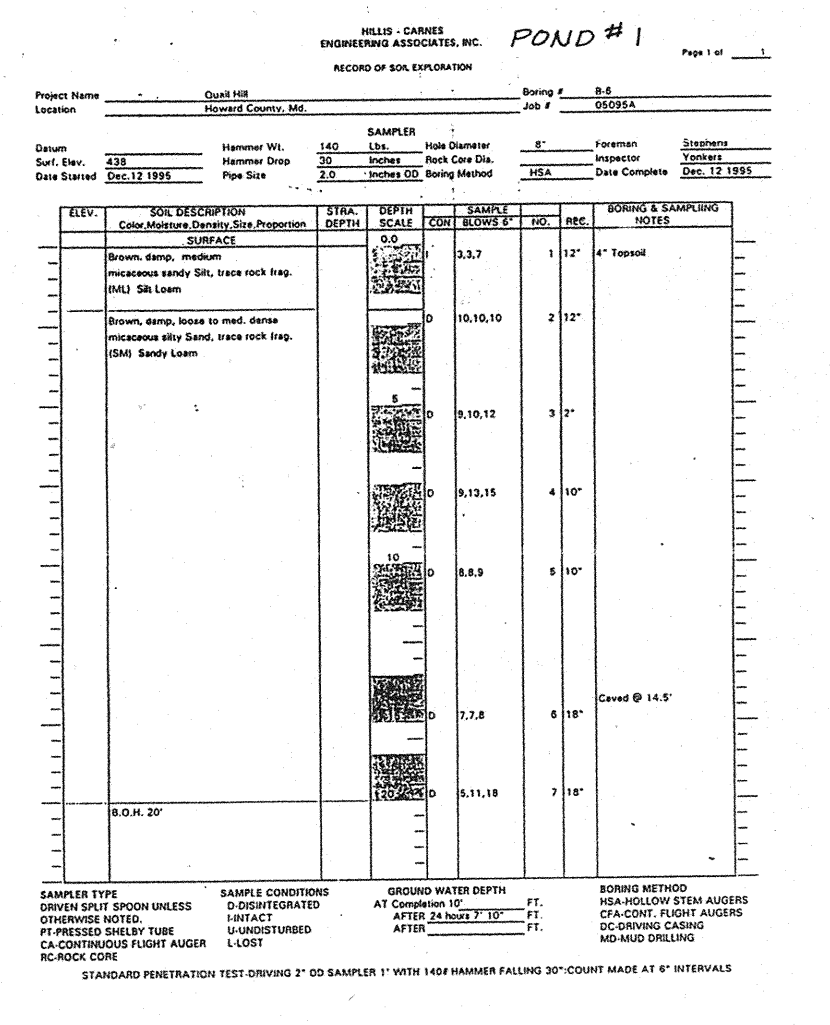 HILLIS - CARNES
ENGINEERING ASSOCIATES, INC.
POND #1
Page 1 of 1
RECORD OF SOIL EXPLORATION
Project Name Quail Hill Boring # B-6
Location Howard County, Md. Job # 05095A
SAMPLER
Datum Hammer Wt. 140 Lbs. Hole Diameter 8" Foreman Stephens
Surf. Elev. 438 Hammer Drop 30 Inches Rock Core Dia. Inspector Yonkers
Date Started Dec.12 1995 Pipe Size 2.0 Inches OD Boring Method HSA Date Complete Dec. 12 1995
ELEV. SOIL DESCRIPTION STRA. DEPTH SAMPLE BORING & SAMPLIING
Color,Moisture,Density,Size,Proportion DEPTH SCALE CON BLOWS 6" NO. REC. NOTES
SURFACE 0.0
Brown, damp, medium I 3,3,7 1 12" 4" Topsoil
micaceous sandy Silt, trace rock frag.
(ML) Silt Loam
Brown, damp, loose to med. dense D 10,10,10 2 12"
micaceous silty Sand, trace rock frag.
(SM) Sandy Loam
5
D 9,10,12 3 2"
D 9,13,15 4 10"
10
D 8,8,9 5 10"
Caved @ 14.5'
D 7,7,8 6 18"
20 D 5,11,18 7 18"
B.O.H. 20'
SAMPLER TYPE SAMPLE CONDITIONS GROUND WATER DEPTH BORING METHOD
DRIVEN SPLIT SPOON UNLESS D-DISINTEGRATED AT Completion 10' FT. HSA-HOLLOW STEM AUGERS
OTHERWISE NOTED. I-INTACT AFTER 24 hours 7' 10" FT. CFA-CONT. FLIGHT AUGERS
PT-PRESSED SHELBY TUBE U-UNDISTURBED AFTER FT. DC-DRIVING CASING
CA-CONTINUOUS FLIGHT AUGER L-LOST MD-MUD DRILLING
RC-ROCK CORE
STANDARD PENETRATION TEST-DRIVING 2" OD SAMPLER 1' WITH 140# HAMMER FALLING 30":COUNT MADE AT 6" INTERVALS